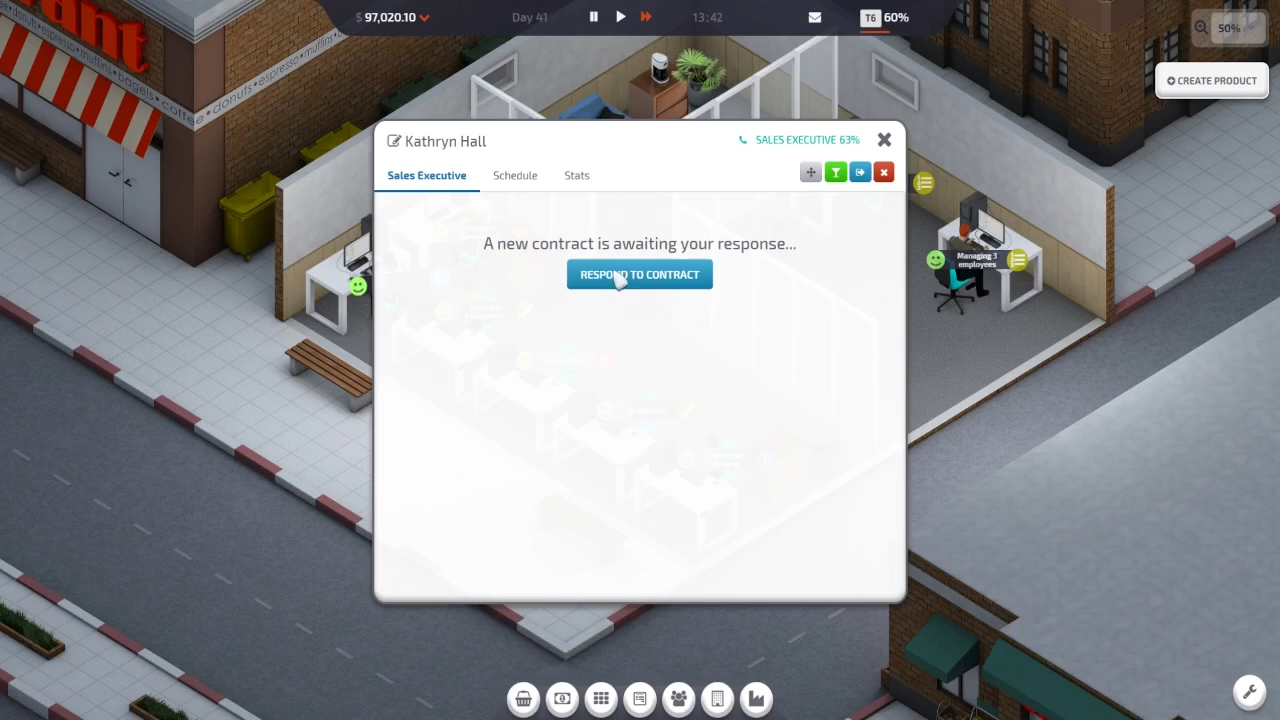 $ 97,020.10
Day 41
13:42
T6 60%
50%
CREATE PRODUCT
donuts•espresso•muffins•bagels•coffee•donuts•espresso•muffins
Kathryn Hall
SALES EXECUTIVE 63%
Sales Executive
Schedule
Stats
A new contract is awaiting your response...
RESPOND TO CONTRACT
Managing 3
employees